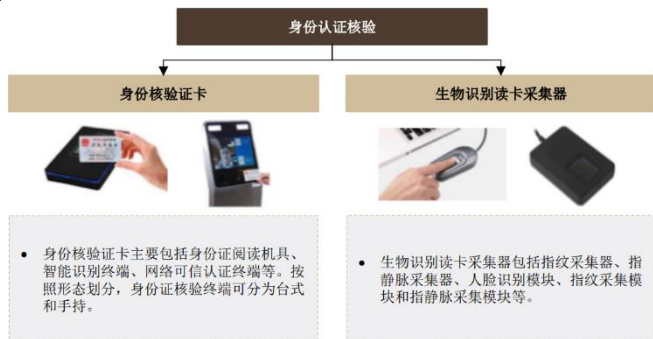 身份认证核验
身份核验证卡
生物识别读卡采集器
• 身份核验证卡主要包括身份证阅读机具、
智能识别终端、网络可信认证终端等。按
照形态划分，身份证核验终端可分为台式
和手持。
• 生物识别读卡采集器包括指纹采集器、指
静脉采集器、人脸识别模块、指纹采集模
块和指静脉采集模块等。